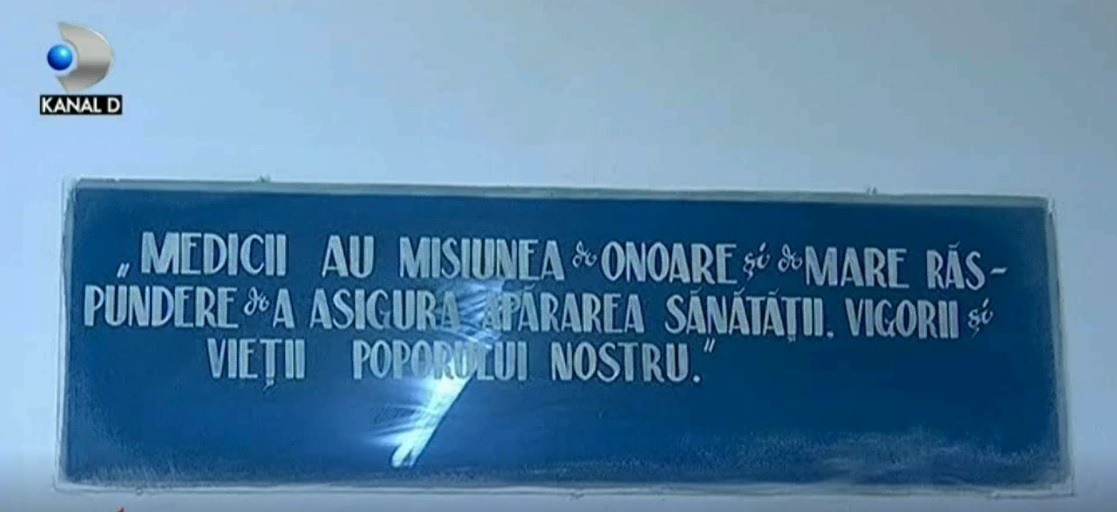 KANAL D
„MEDICII AU MISIUNEA de ONOARE și de MARE RĂS-
PUNDERE de A ASIGURA APĂRAREA SĂNĂTĂȚII, VIGORII și
VIEȚII POPORULUI NOSTRU.”